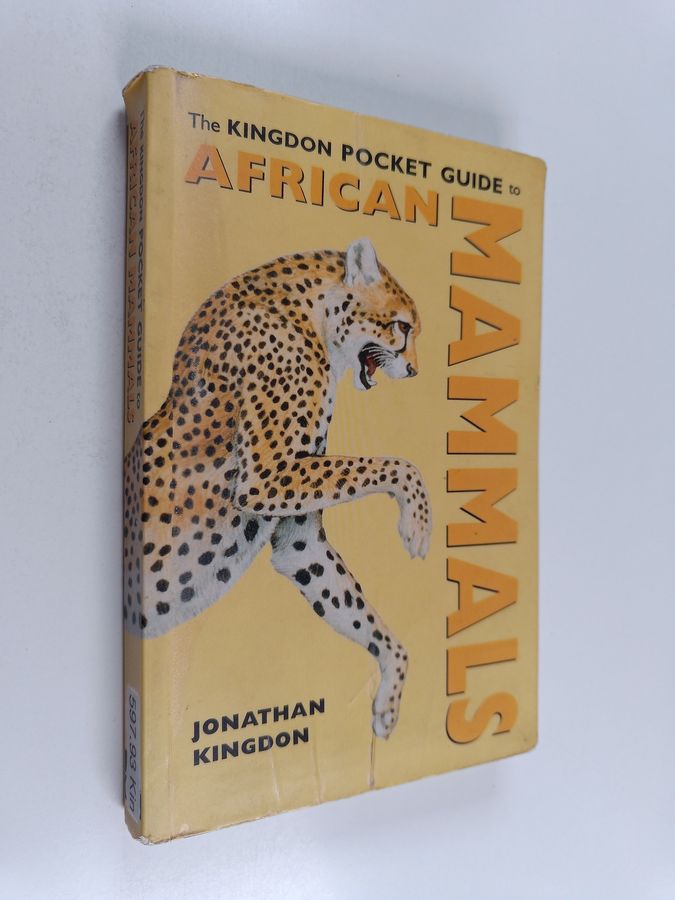 The KINGDON POCKET GUIDE to
AFRICAN
MAMMALS
JONATHAN
KINGDON
The KINGDON POCKET GUIDE to
AFRICAN MAMMALS
597.93 Kin